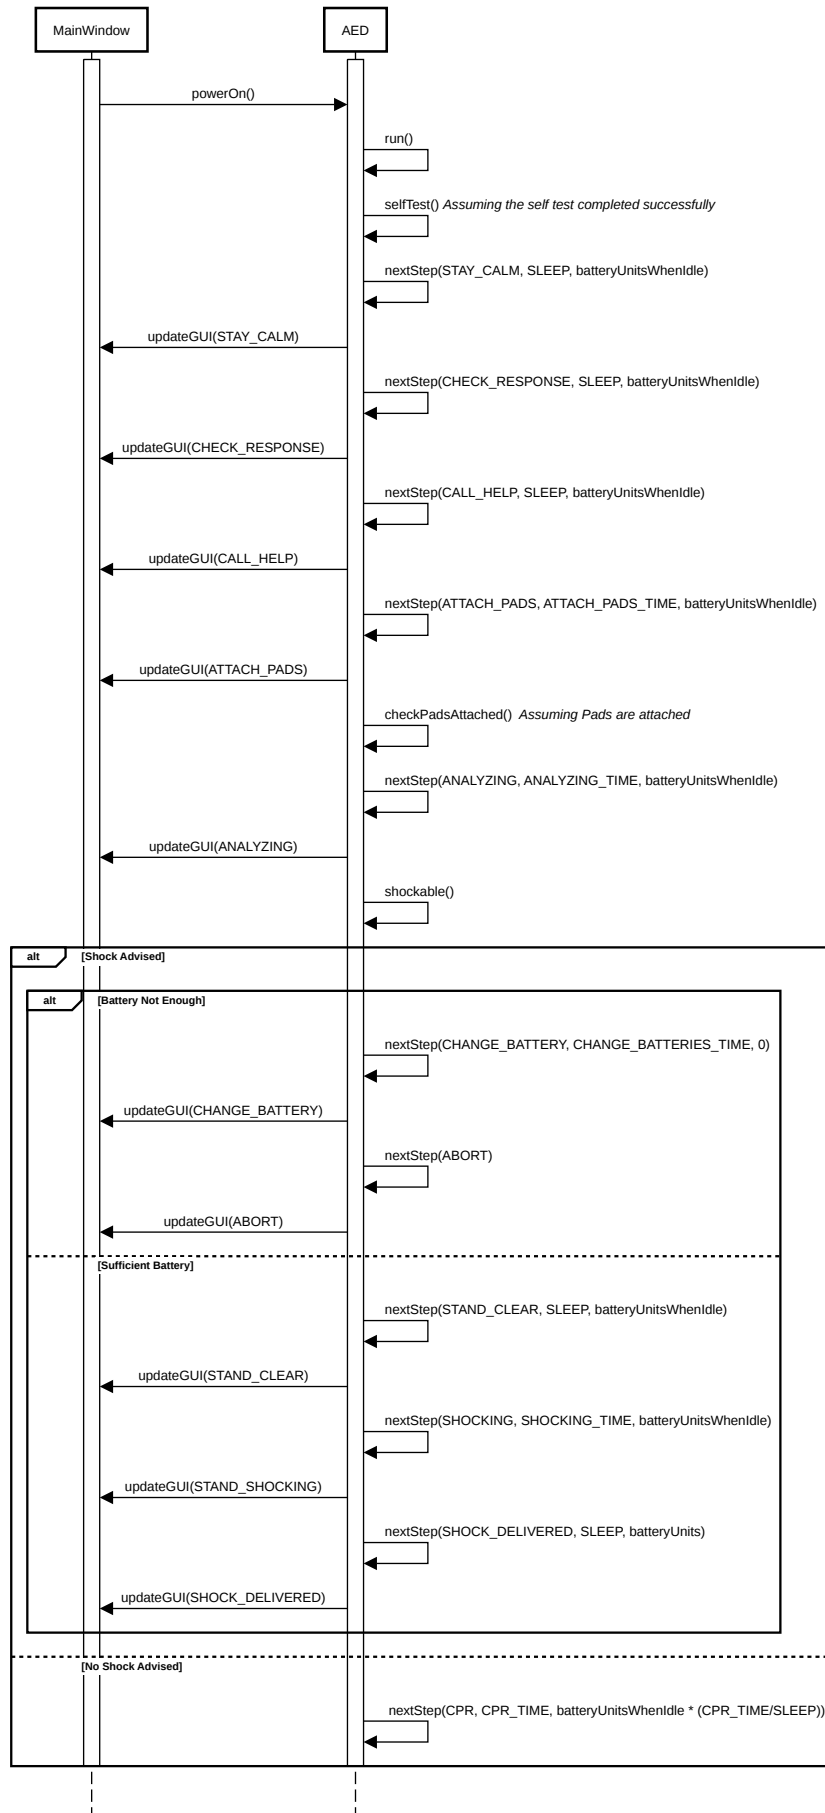 MainWindow
AED
powerOn()
run()
selfTest() Assuming the self test completed successfully
nextStep(STAY_CALM, SLEEP, batteryUnitsWhenIdle)
updateGUI(STAY_CALM)
nextStep(CHECK_RESPONSE, SLEEP, batteryUnitsWhenIdle)
updateGUI(CHECK_RESPONSE)
nextStep(CALL_HELP, SLEEP, batteryUnitsWhenIdle)
updateGUI(CALL_HELP)
nextStep(ATTACH_PADS, ATTACH_PADS_TIME, batteryUnitsWhenIdle)
updateGUI(ATTACH_PADS)
checkPadsAttached() Assuming Pads are attached
nextStep(ANALYZING, ANALYZING_TIME, batteryUnitsWhenIdle)
updateGUI(ANALYZING)
shockable()
alt [Shock Advised]
alt [Battery Not Enough]
nextStep(CHANGE_BATTERY, CHANGE_BATTERIES_TIME, 0)
updateGUI(CHANGE_BATTERY)
nextStep(ABORT)
updateGUI(ABORT)
[Sufficient Battery]
nextStep(STAND_CLEAR, SLEEP, batteryUnitsWhenIdle)
updateGUI(STAND_CLEAR)
nextStep(SHOCKING, SHOCKING_TIME, batteryUnitsWhenIdle)
updateGUI(STAND_SHOCKING)
nextStep(SHOCK_DELIVERED, SLEEP, batteryUnits)
updateGUI(SHOCK_DELIVERED)
[No Shock Advised]
nextStep(CPR, CPR_TIME, batteryUnitsWhenIdle * (CPR_TIME/SLEEP))